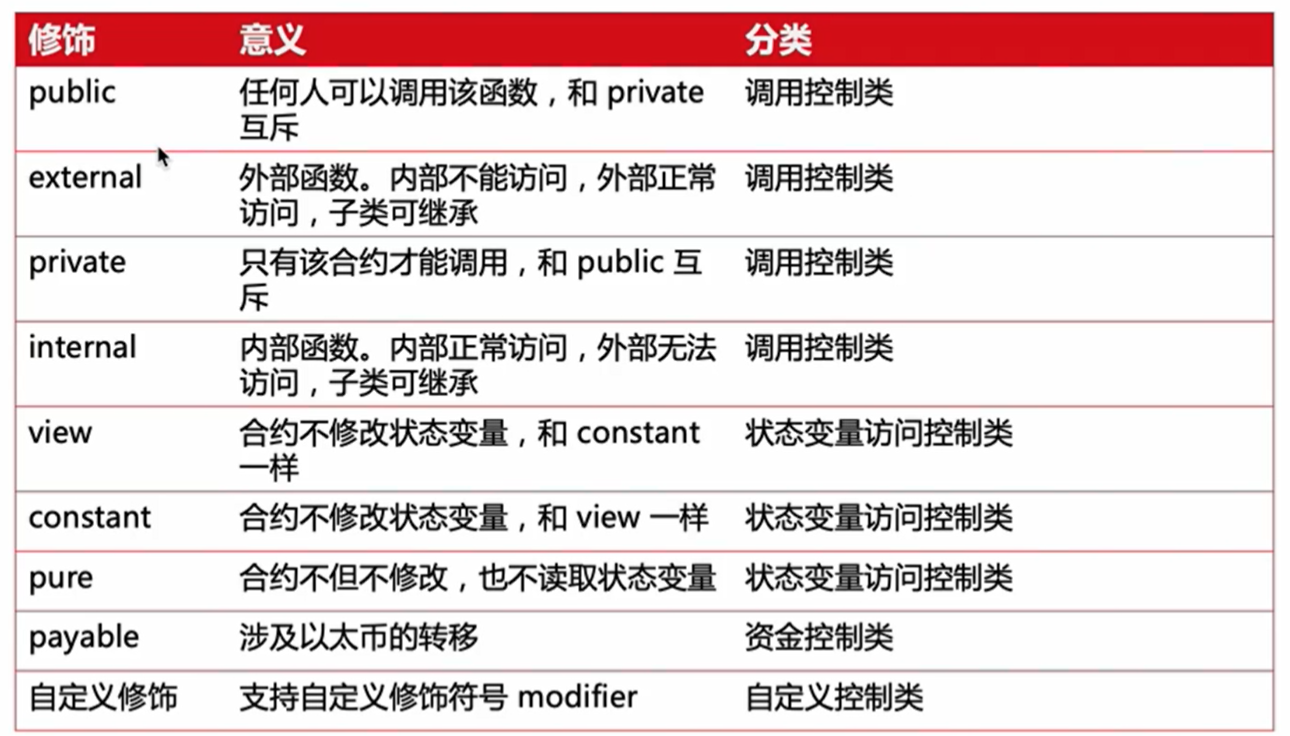 修饰 意义 分类
public 任何人可以调用该函数，和 private 调用控制类
互斥
external 外部函数。内部不能访问，外部正常 调用控制类
访问，子类可继承
private 只有该合约才能调用，和 public 互 调用控制类
斥
internal 内部函数。内部正常访问，外部无法 调用控制类
访问，子类可继承
view 合约不修改状态变量，和 constant 状态变量访问控制类
一样
constant 合约不修改状态变量，和 view 一样 状态变量访问控制类
pure 合约不但不修改，也不读取状态变量 状态变量访问控制类
payable 涉及以太币的转移 资金控制类
自定义修饰 支持自定义修饰符号 modifier 自定义控制类